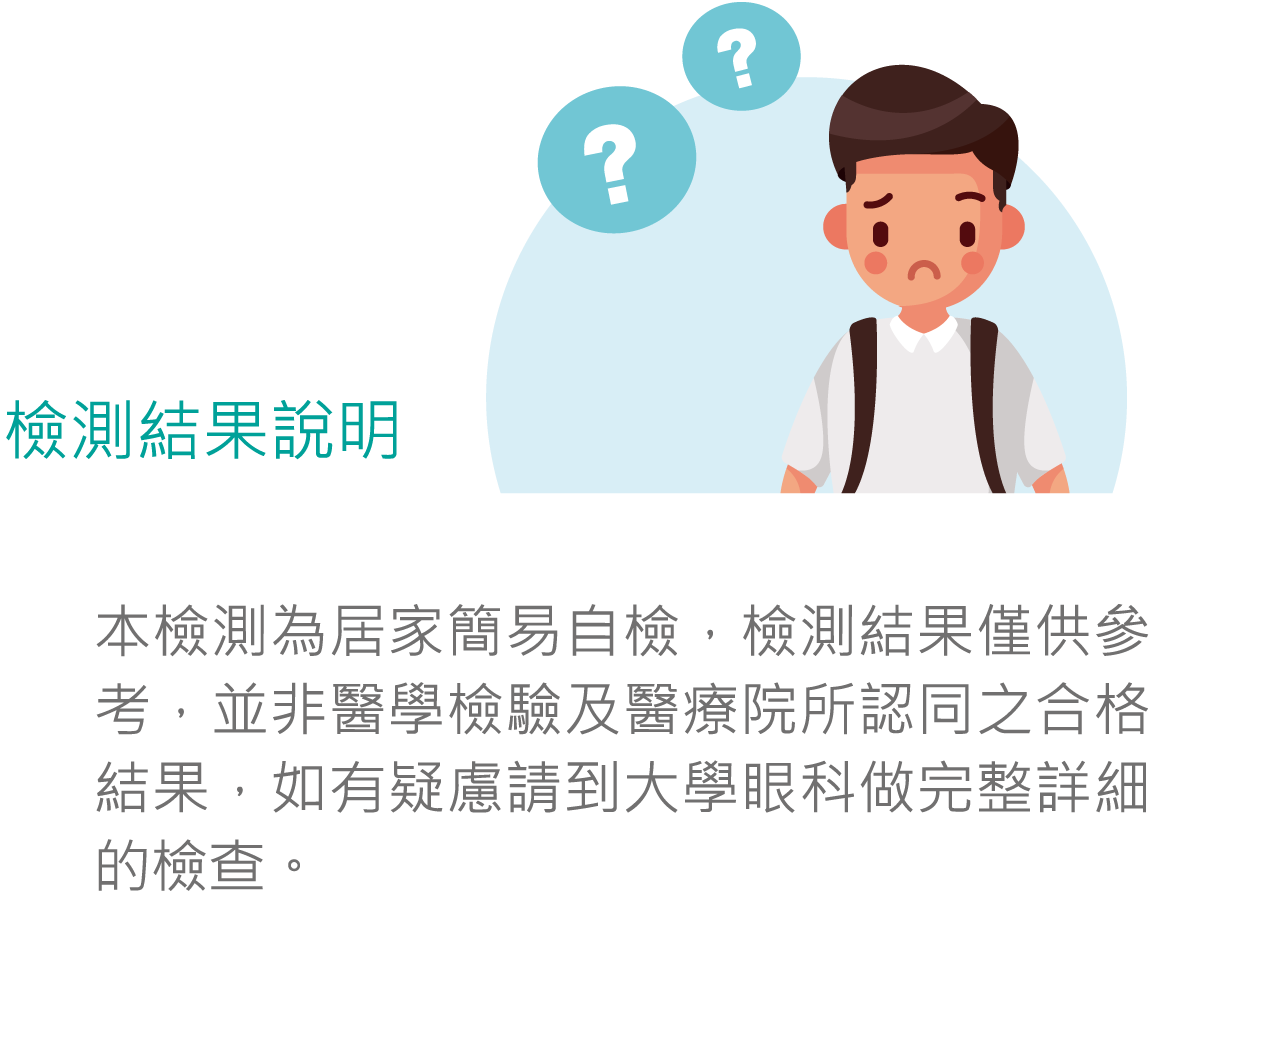 ? 
?
檢測結果說明
本檢測為居家簡易自檢，檢測結果僅供參
考，並非醫學檢驗及醫療院所認同之合格
結果，如有疑慮請到大學眼科做完整詳細
的檢查。